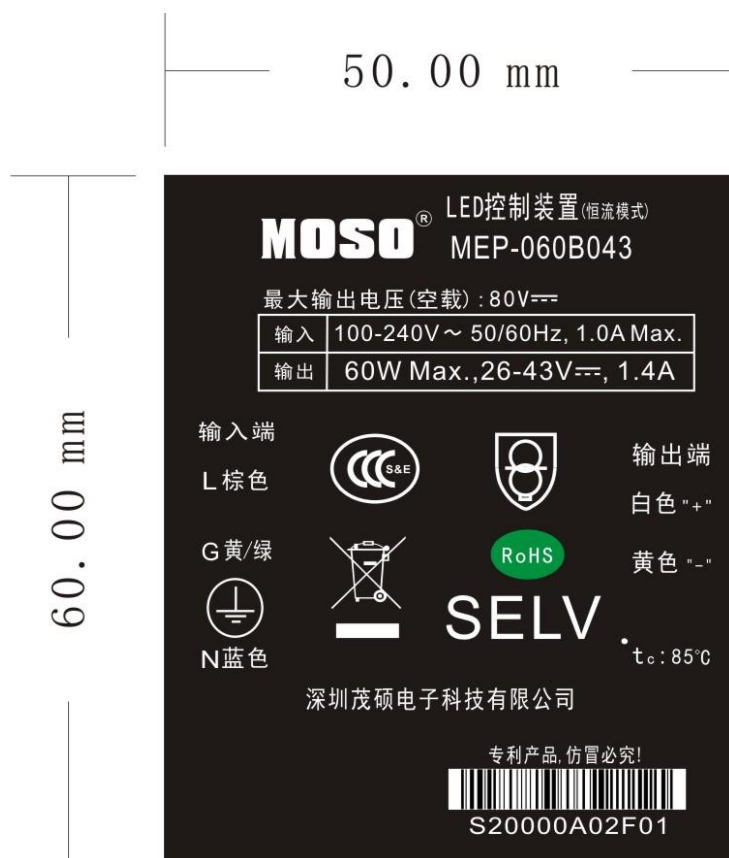 50.00 mm
60.00 mm
MOSO®
LED控制装置(恒流模式)
MEP-060B043
最大输出电压(空载):80V⎓
输入 100-240V～ 50/60Hz, 1.0A Max.
输出 60W Max.,26-43V⎓, 1.4A
输入端
L棕色
G黄/绿
N蓝色
CCC S&E
RoHS
SELV
输出端
白色"+"
黄色"-"
tc:85℃
深圳茂硕电子科技有限公司
专利产品,仿冒必究!
S20000A02F01